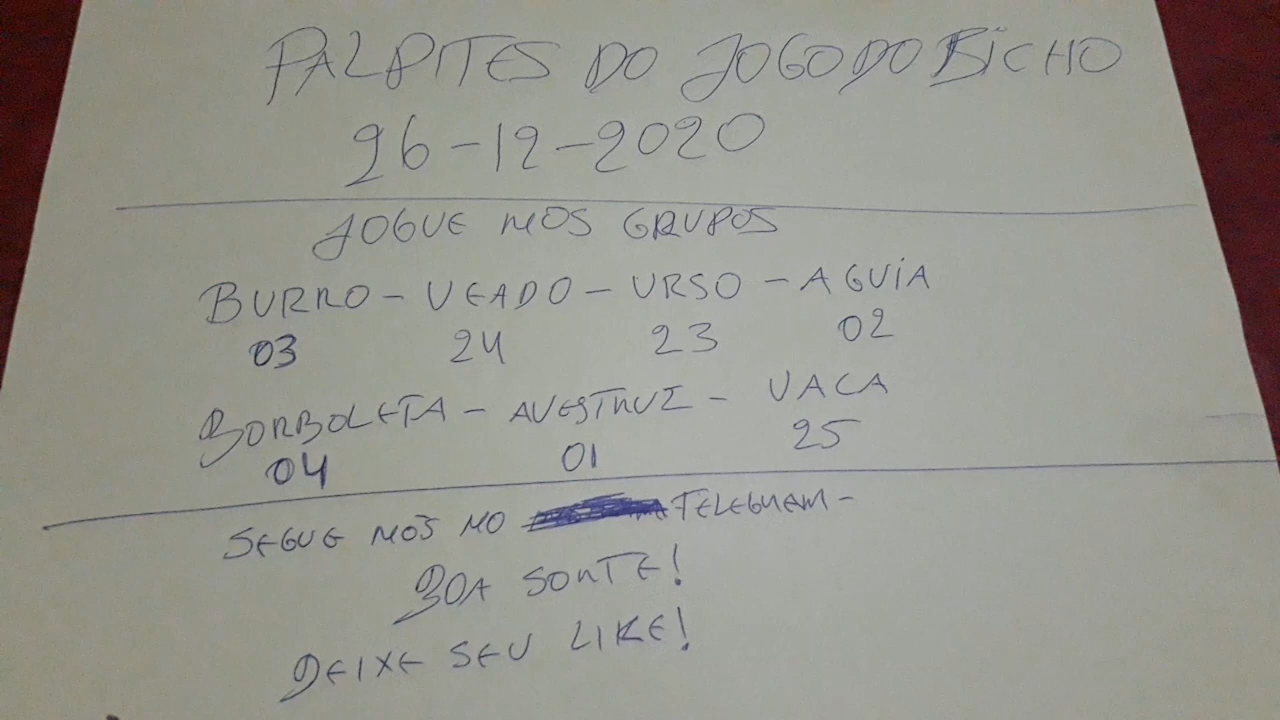 PALPITES DO JOGO DO BICHO
26-12-2020
JOGUE NOS GRUPOS
BURRO - VEADO - URSO - AGUIA
03 24 23 02
BORBOLETA - AVESTRUZ - VACA
04 01 25
SEGUE NOS NO TELEGRAM -
BOA SORTE!
DEIXE SEU LIKE!